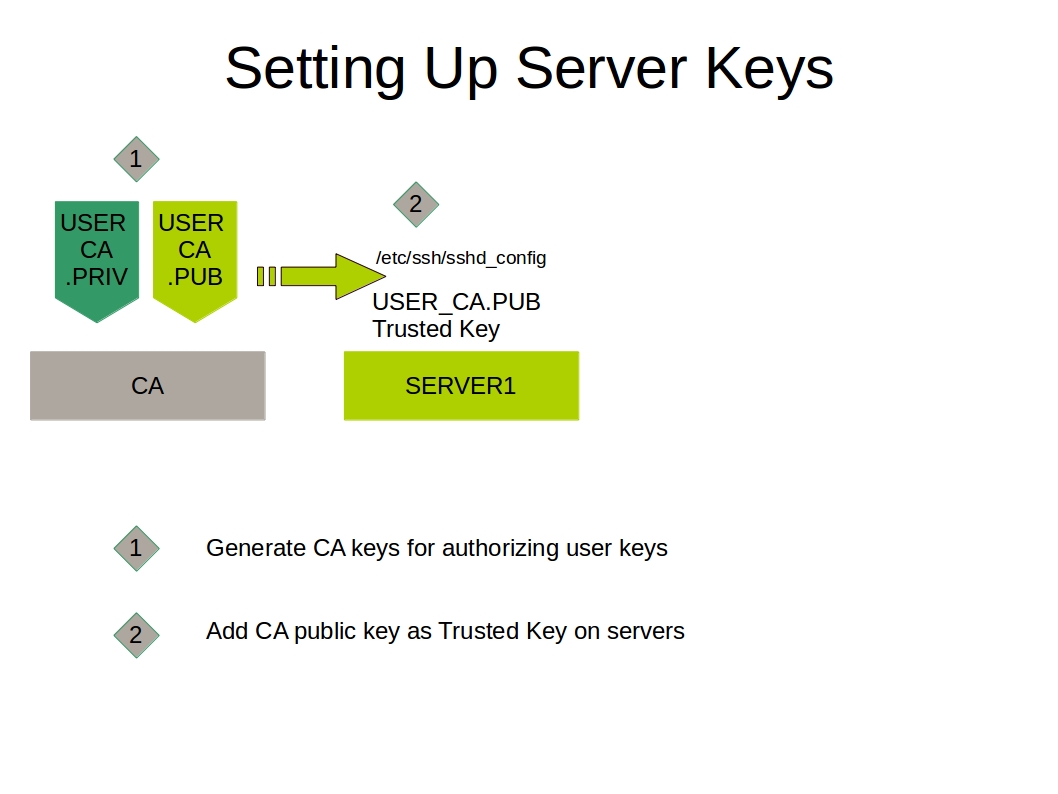 Setting Up Server Keys
1
USER
CA
.PRIV
USER
CA
.PUB
2
/etc/ssh/sshd_config
USER_CA.PUB
Trusted Key
CA
SERVER1
1
Generate CA keys for authorizing user keys
2
Add CA public key as Trusted Key on servers